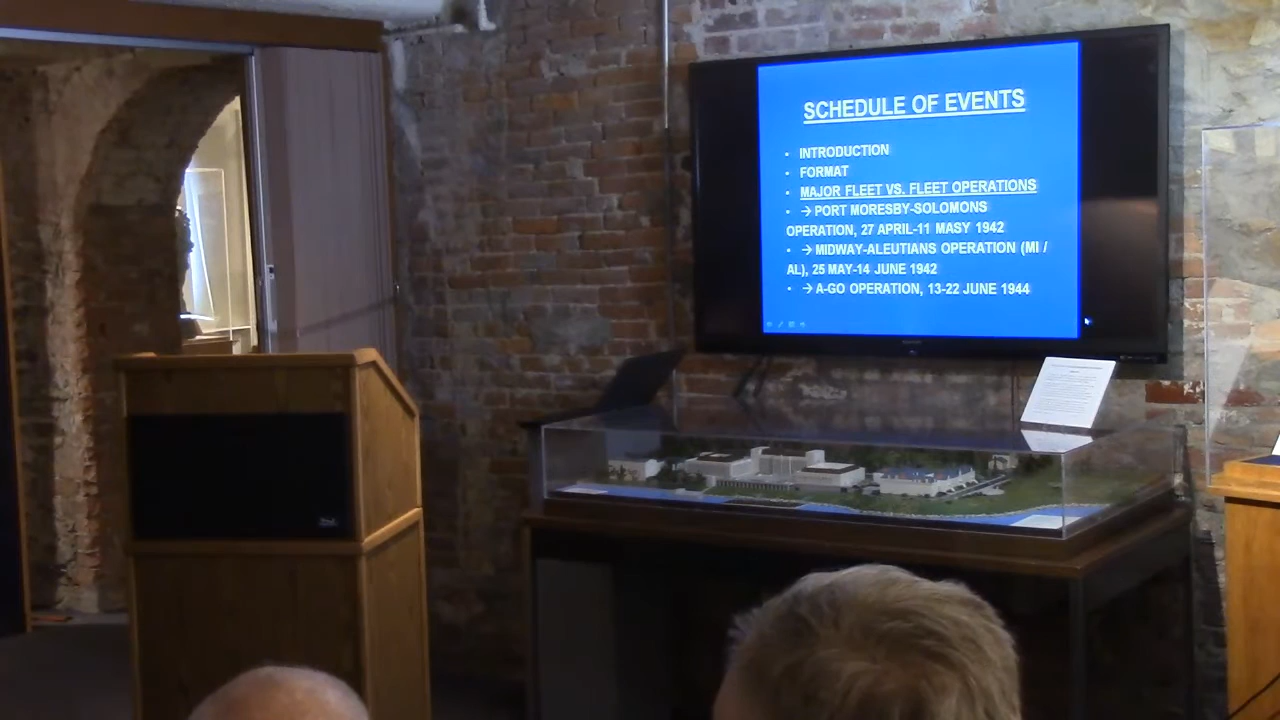 SCHEDULE OF EVENTS
• INTRODUCTION
• FORMAT
• MAJOR FLEET VS. FLEET OPERATIONS
• → PORT MORESBY-SOLOMONS
OPERATION, 27 APRIL-11 MASY 1942
• → MIDWAY-ALEUTIANS OPERATION (MI /
AL), 25 MAY-14 JUNE 1942
• → A-GO OPERATION, 13-22 JUNE 1944